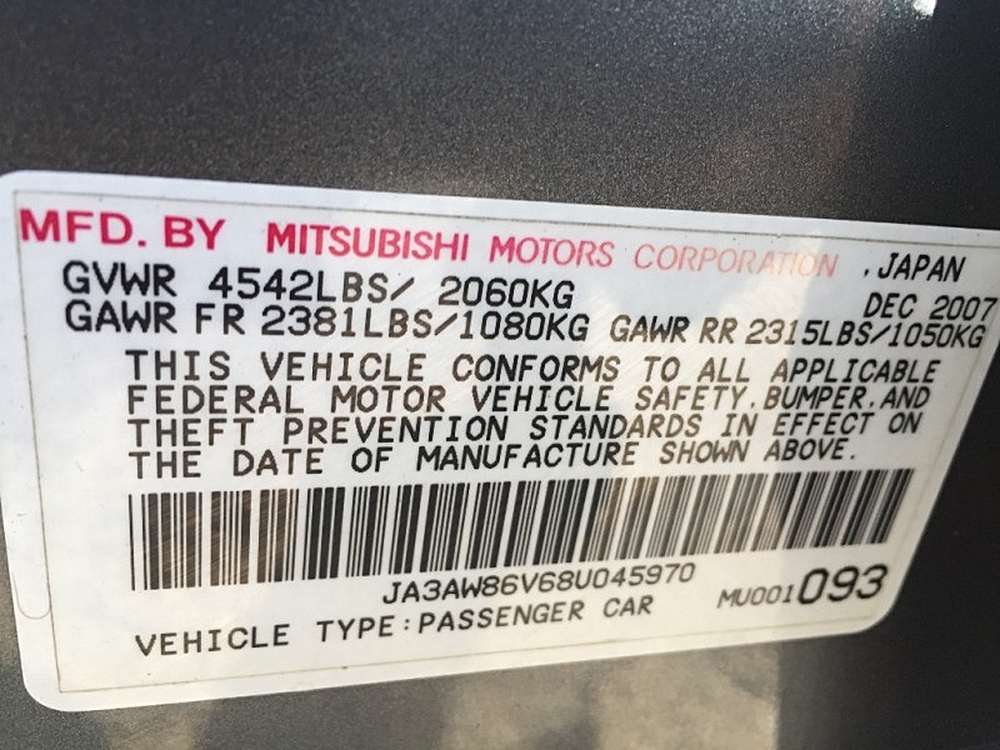 MFD. BY MITSUBISHI MOTORS CORPORATION , JAPAN
GVWR 4542LBS/ 2060KG DEC 2007
GAWR FR 2381LBS/1080KG GAWR RR 2315LBS/1050KG
THIS VEHICLE CONFORMS TO ALL APPLICABLE
FEDERAL MOTOR VEHICLE SAFETY.BUMPER.AND
THEFT PREVENTION STANDARDS IN EFFECT ON
THE DATE OF MANUFACTURE SHOWN ABOVE.
JA3AW86V68U045970
VEHICLE TYPE:PASSENGER CAR MU001093